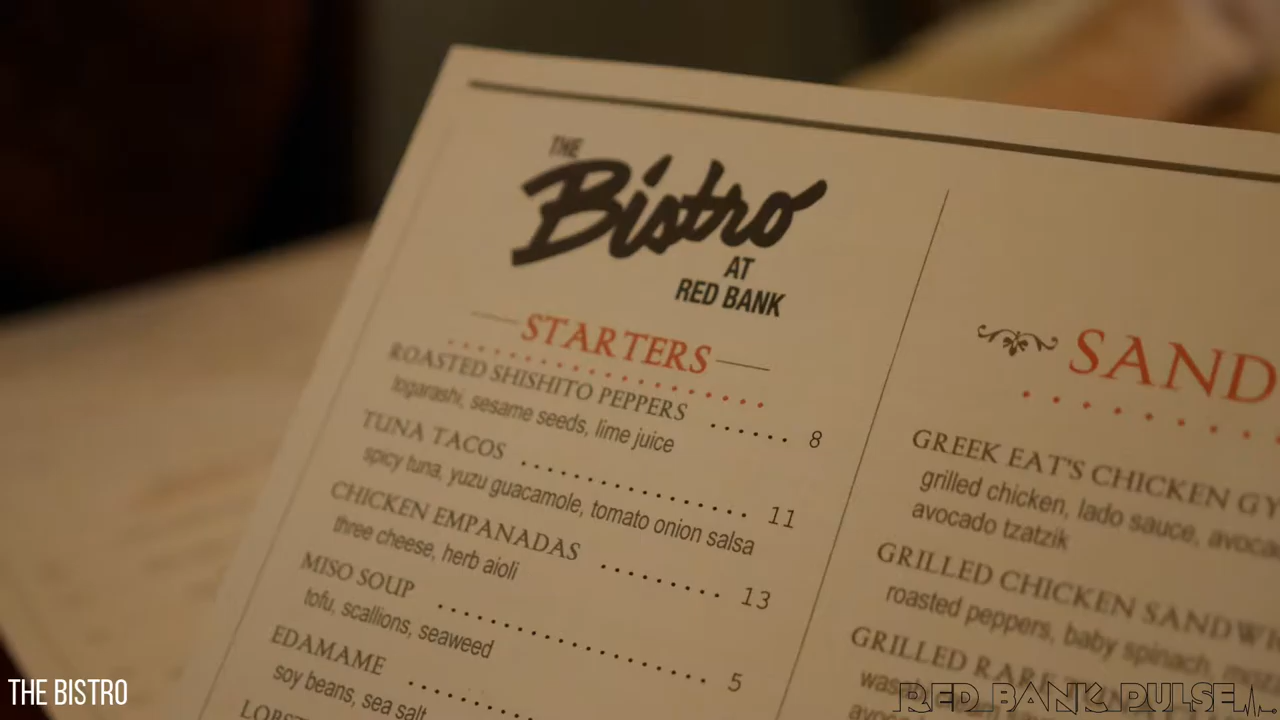 THE
Bistro
AT
RED BANK
STARTERS
ROASTED SHISHITO PEPPERS ...... 8
togarashi, sesame seeds, lime juice
TUNA TACOS .................. 11
spicy tuna, yuzu guacamole, tomato onion salsa
CHICKEN EMPANADAS ........... 13
three cheese, herb aioli
MISO SOUP ...................... 5
tofu, scallions, seaweed
EDAMAME
soy beans, sea salt
SAND
GREEK EAT'S CHICKEN GY
grilled chicken, lado sauce, avoca
avocado tzatzik
GRILLED CHICKEN SANDW
roasted peppers, baby spinach, moz
GRILLED RARE
THE BISTRO
RED BANK PULSE